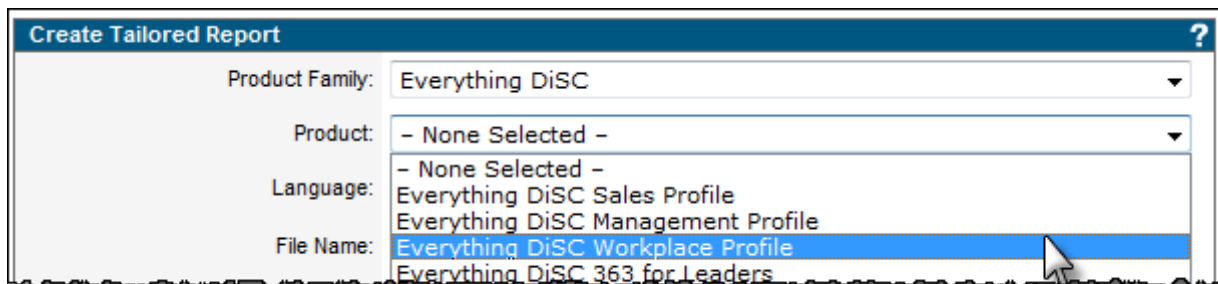 Create Tailored Report ?
Product Family: Everything DiSC
Product: – None Selected –
– None Selected –
Language: Everything DiSC Sales Profile
Everything DiSC Management Profile
File Name: Everything DiSC Workplace Profile
Everything DiSC 363 for Leaders